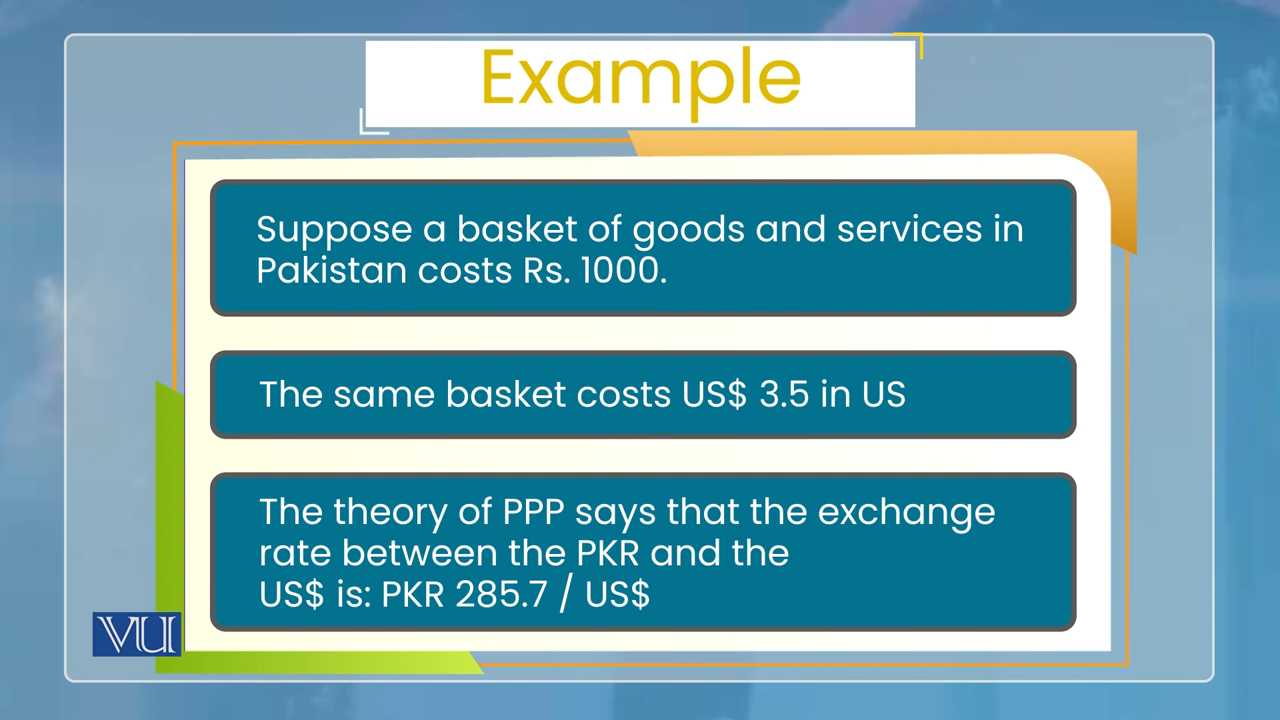 Example
Suppose a basket of goods and services in
Pakistan costs Rs. 1000.
The same basket costs US$ 3.5 in US
The theory of PPP says that the exchange
rate between the PKR and the
US$ is: PKR 285.7 / US$
VU